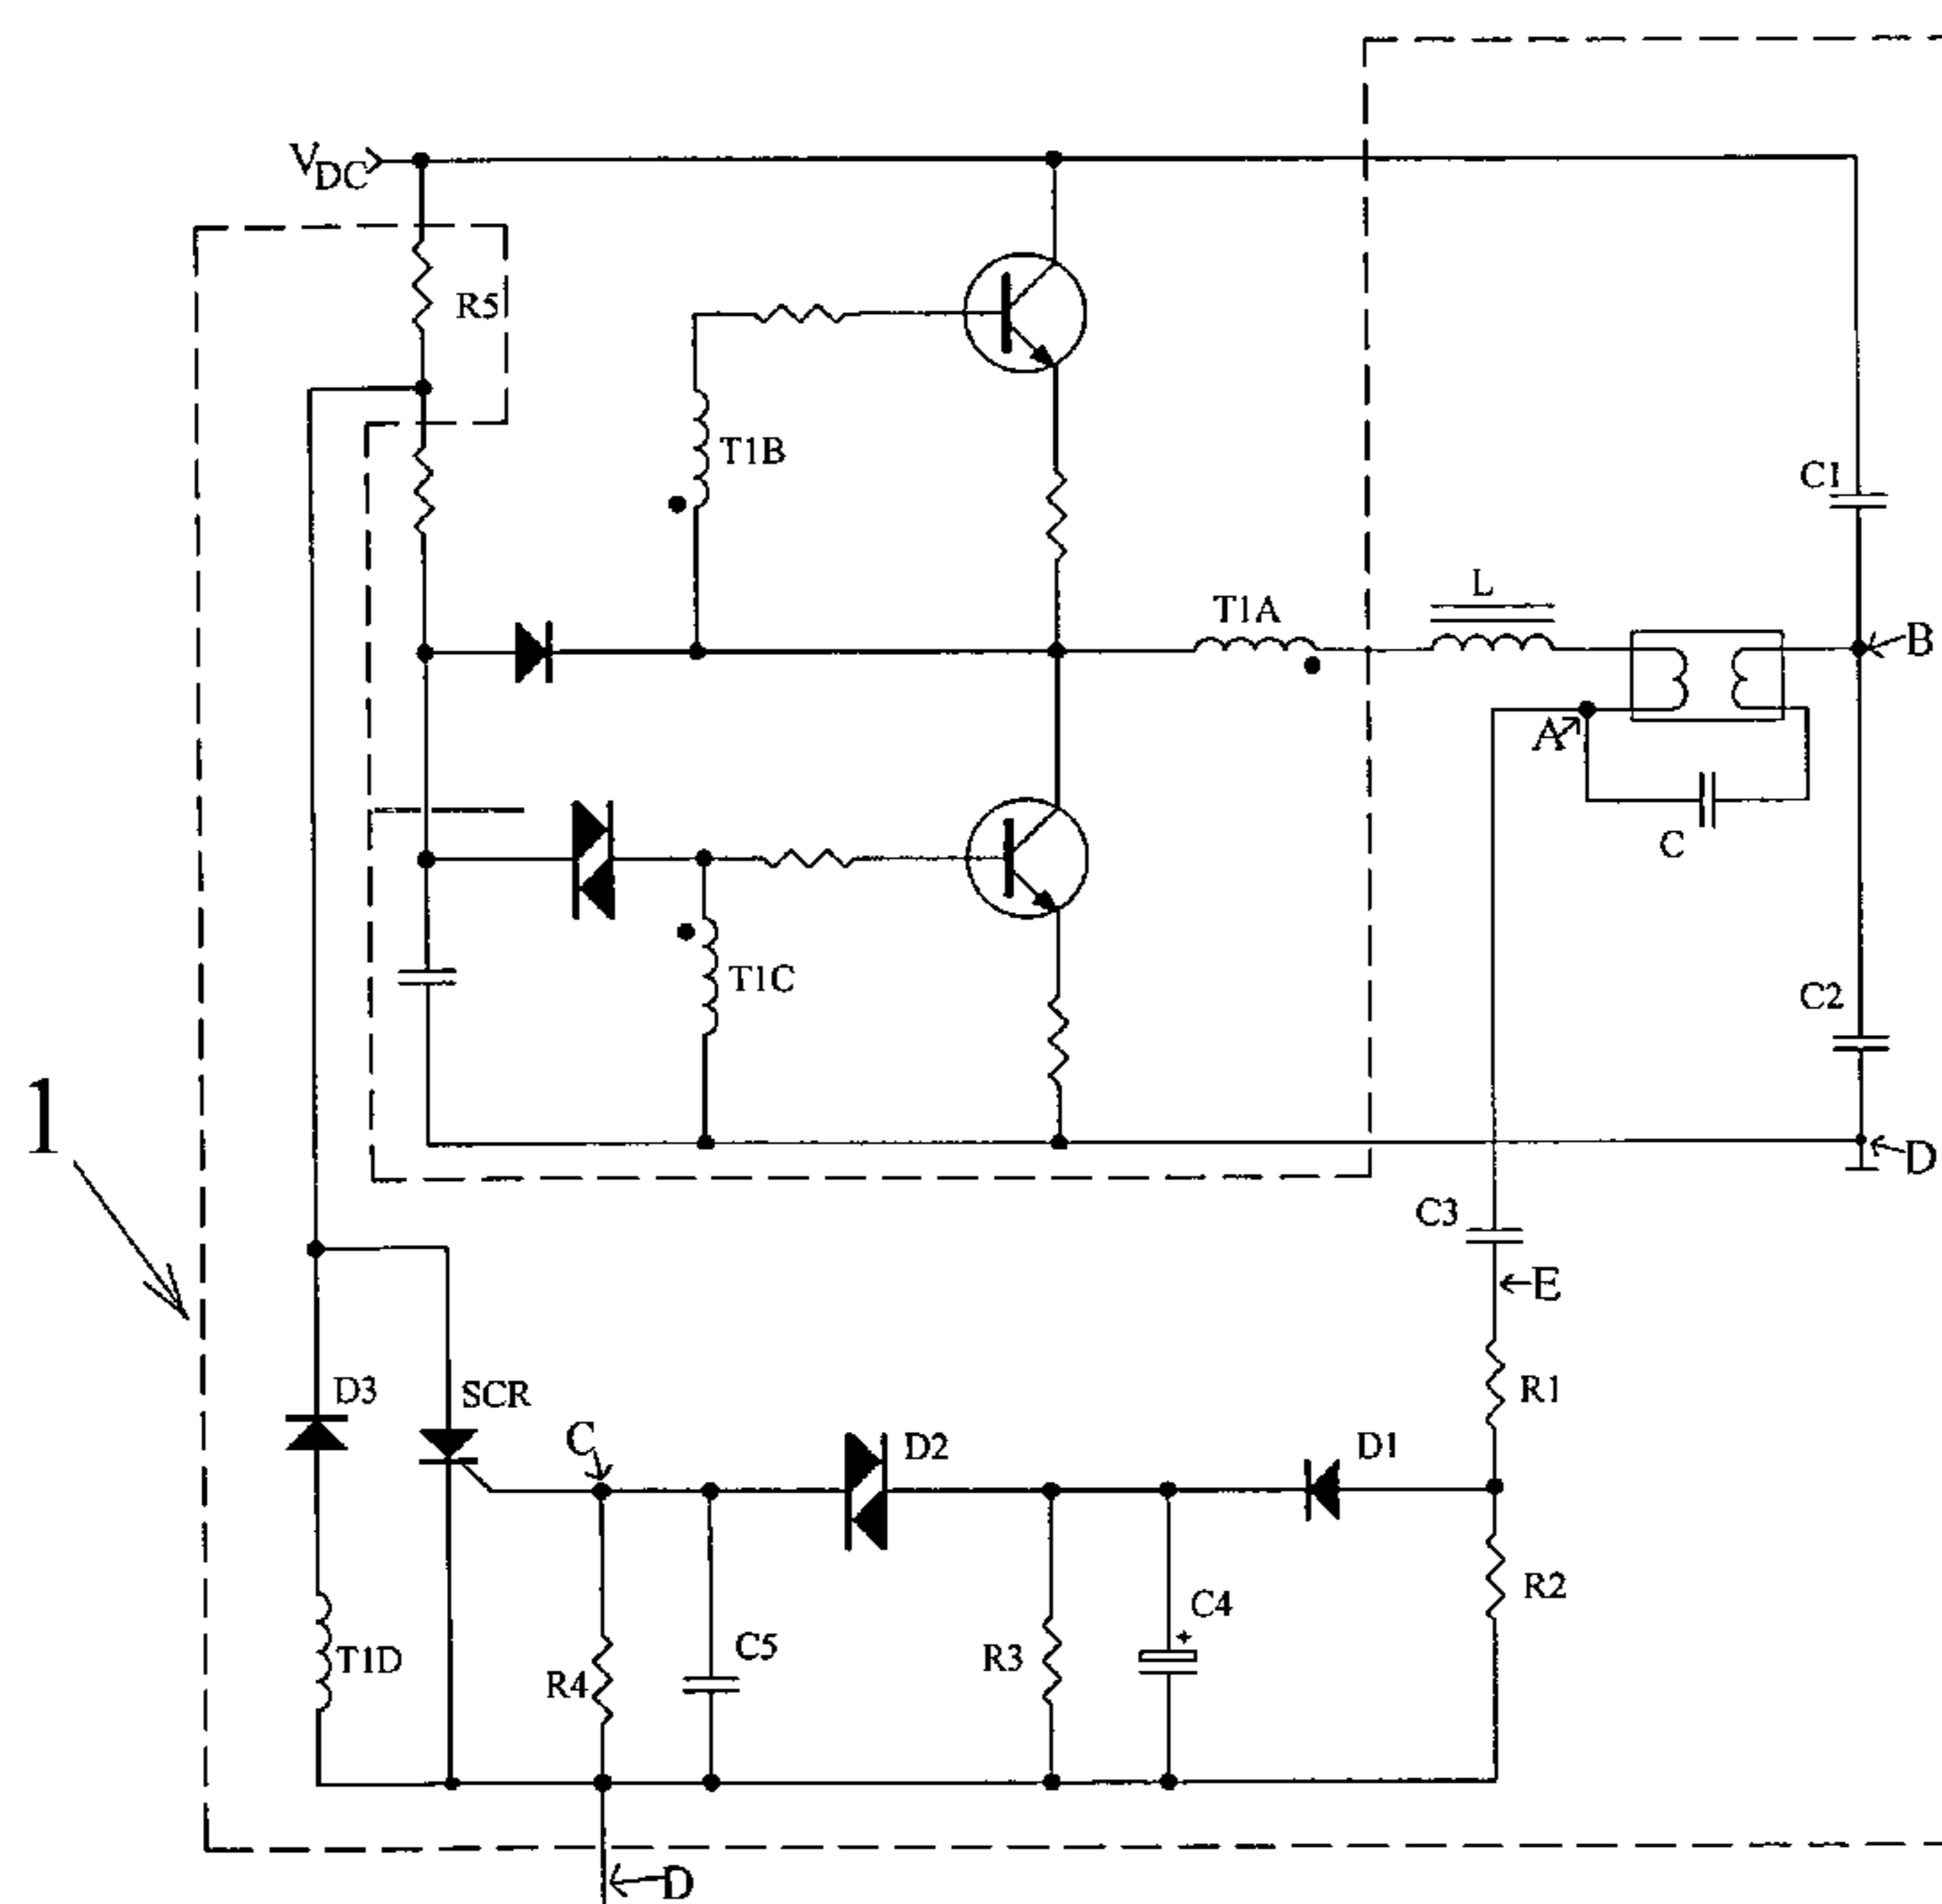 VDC
R5
T1B
C1
L
T1A
B
A
C
T1C
C2
1
D
C3
E
D3
SCR
R1
C
D2
D1
R2
C4
+
C5
T1D
R3
R4
D